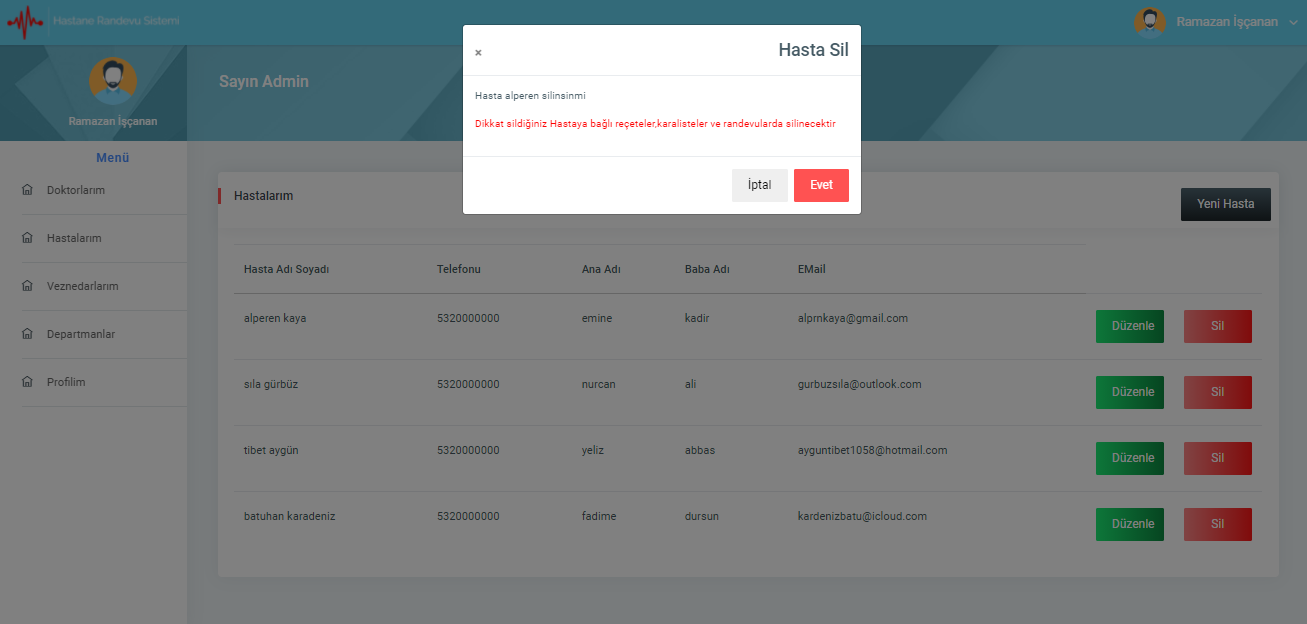 Hastane Randevu Sistemi
Ramazan İşçanan
Ramazan İşçanan
Menü
Doktorlarım
Hastalarım
Veznedarlarım
Departmanlar
Profilim
Sayın Admin
× Hasta Sil
Hasta alperen silinsinmi
Dikkat sildiğiniz Hastaya bağlı reçeteler,karalisteler ve randevularda silinecektir
İptal Evet
Hastalarım
Yeni Hasta
Hasta Adı Soyadı Telefonu Ana Adı Baba Adı EMail
alperen kaya 5320000000 emine kadir alprnkaya@gmail.com Düzenle Sil
sıla gürbüz 5320000000 nurcan ali gurbuzsıla@outlook.com Düzenle Sil
tibet aygün 5320000000 yeliz abbas ayguntibet1058@hotmail.com Düzenle Sil
batuhan karadeniz 5320000000 fadime dursun kardenizbatu@icloud.com Düzenle Sil